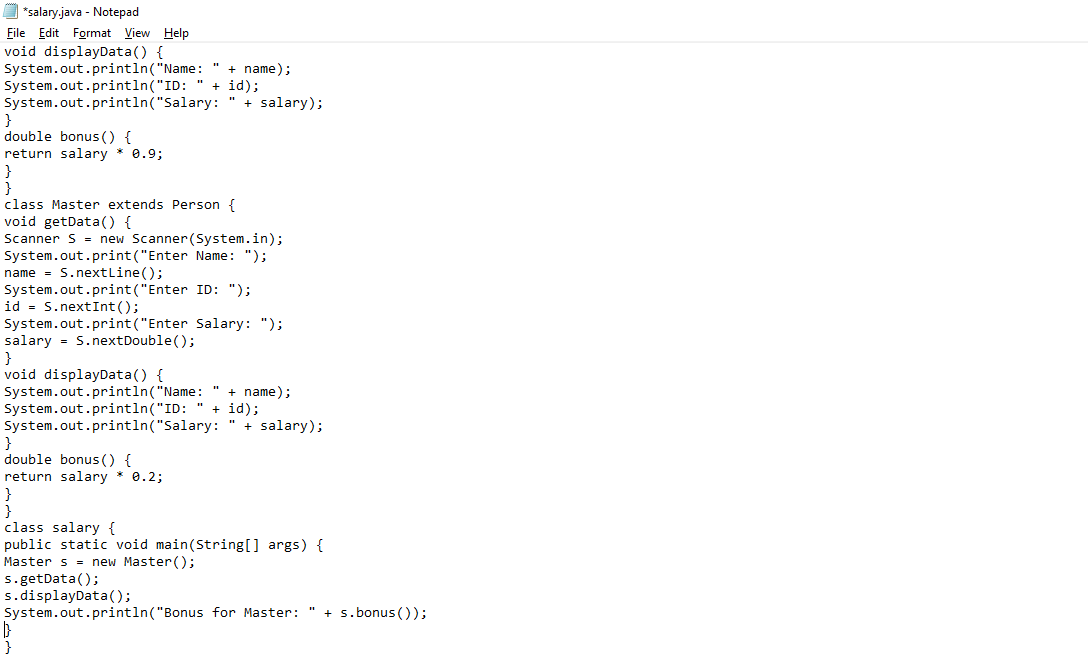 *salary.java - Notepad
File Edit Format View Help
void displayData() {
System.out.println("Name: " + name);
System.out.println("ID: " + id);
System.out.println("Salary: " + salary);
}
double bonus() {
return salary * 0.9;
}
}
class Master extends Person {
void getData() {
Scanner S = new Scanner(System.in);
System.out.print("Enter Name: ");
name = S.nextLine();
System.out.print("Enter ID: ");
id = S.nextInt();
System.out.print("Enter Salary: ");
salary = S.nextDouble();
}
void displayData() {
System.out.println("Name: " + name);
System.out.println("ID: " + id);
System.out.println("Salary: " + salary);
}
double bonus() {
return salary * 0.2;
}
}
class salary {
public static void main(String[] args) {
Master s = new Master();
s.getData();
s.displayData();
System.out.println("Bonus for Master: " + s.bonus());
}
}